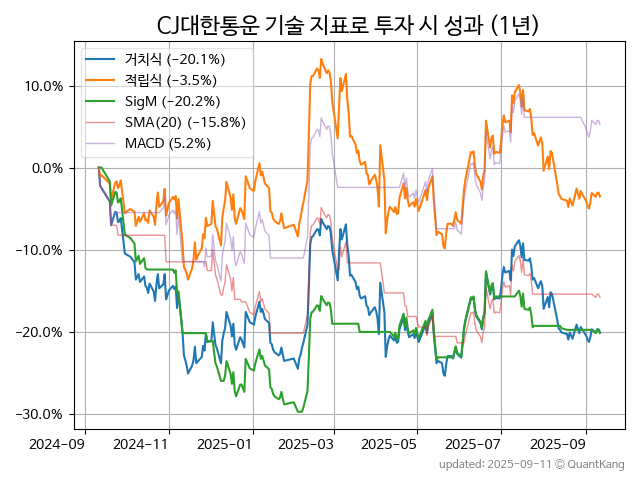 CJ대한통운 기술 지표로 투자 시 성과 (1년)
거치식 (−20.1%)
적립식 (−3.5%)
SigM (−20.2%)
SMA(20) (−15.8%)
MACD (5.2%)
10.0%
0.0%
−10.0%
−20.0%
−30.0%
2024-09 2024-11 2025-01 2025-03 2025-05 2025-07 2025-09
updated: 2025-09-11 © QuantKang